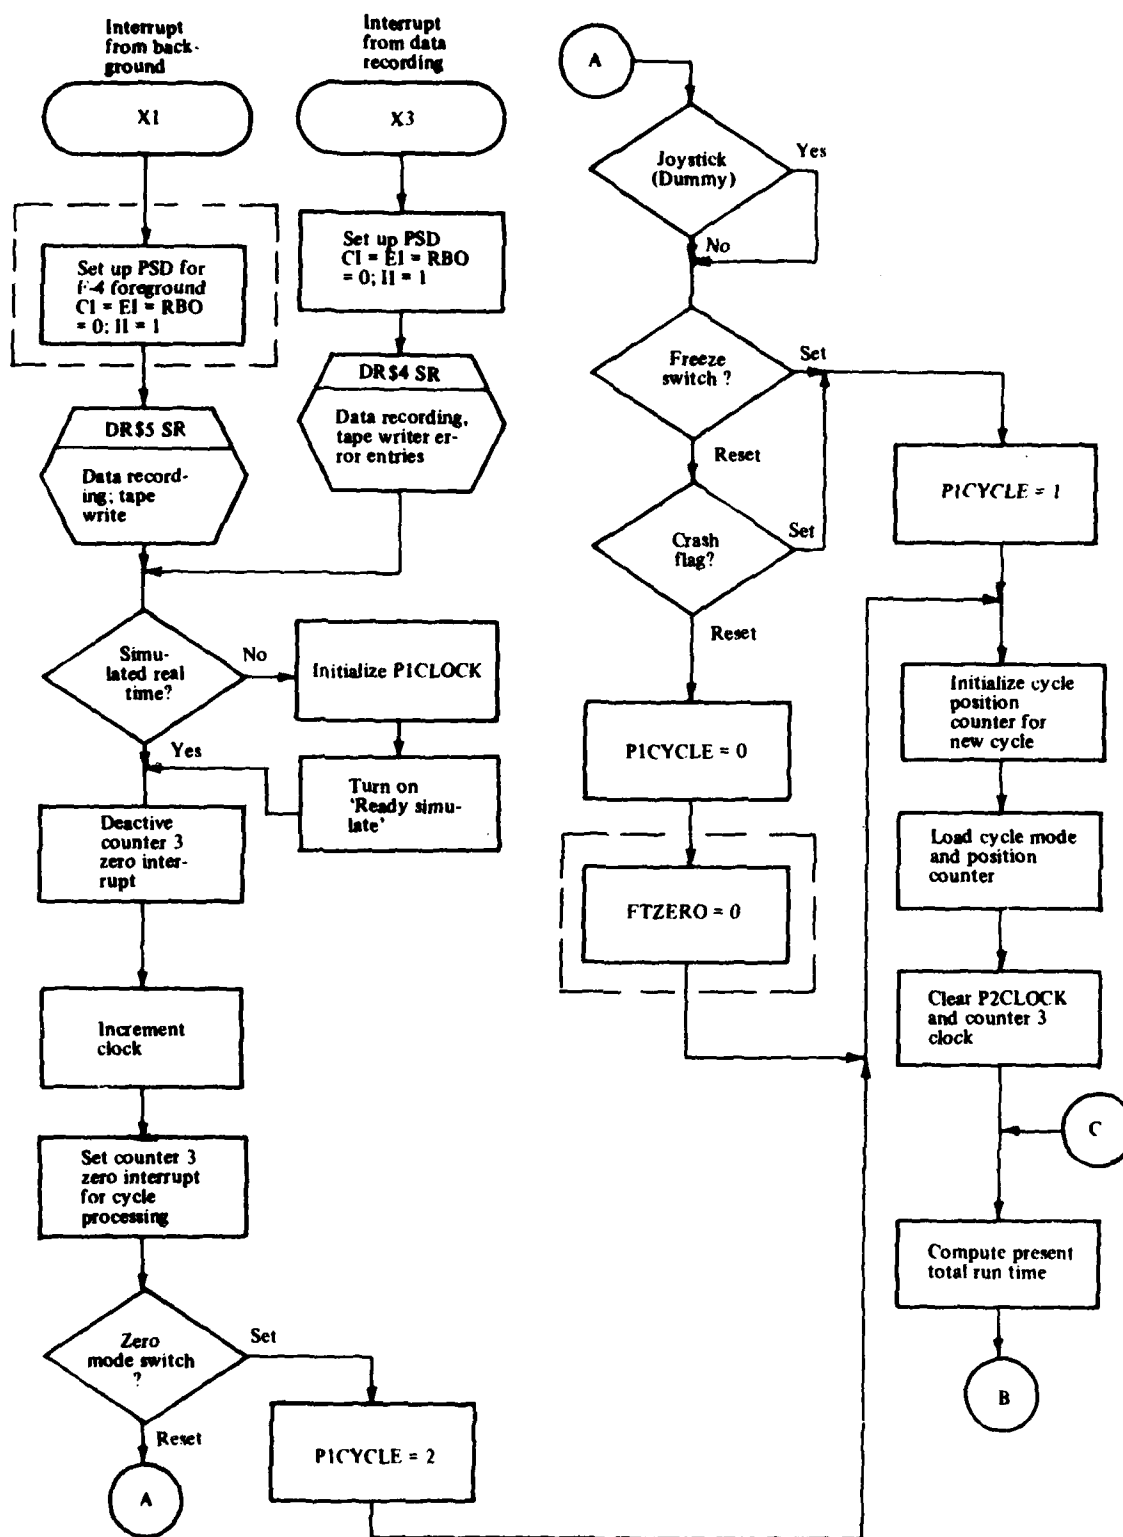 Interrupt
from back-
ground
X1
Set up PSD for
F-4 foreground
CI = EI = RBO
= 0; II = 1
DR$5 SR
Data record-
ing; tape
write
Interrupt
from data
recording
X3
Set up PSD
CI = EI = RBO
= 0; II = 1
DR$4 SR
Data recording,
tape writer er-
ror entries
Simu-
lated real
time?
No
Initialize P1CLOCK
Turn on
'Ready simu-
late'
Yes
Deactive
counter 3
zero inter-
rupt
Increment
clock
Set counter 3
zero interrupt
for cycle
processing
Zero
mode switch
?
Set
P1CYCLE = 2
Reset
A
A
Joystick
(Dummy)
Yes
No
Freeze
switch ?
Set
Reset
Crash
flag?
Set
Reset
P1CYCLE = 0
FTZERO = 0
P1CYCLE = 1
Initialize cycle
position
counter for
new cycle
Load cycle mode
and position
counter
Clear P2CLOCK
and counter 3
clock
C
Compute present
total run time
B